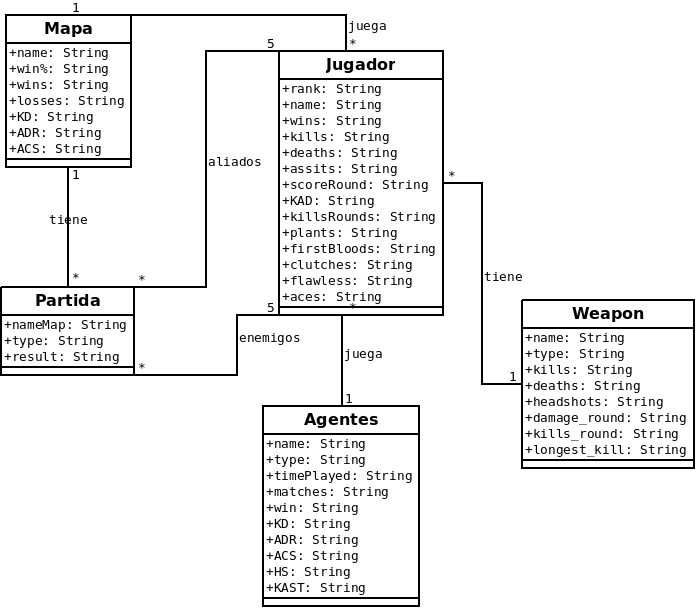 1
juega
*
Mapa
+name: String
+win%: String
+wins: String
+losses: String
+KD: String
+ADR: String
+ACS: String
5
Jugador
+rank: String
+name: String
+wins: String
+kills: String
+deaths: String
+assits: String
+scoreRound: String
+KAD: String
+killsRounds: String
+plants: String
+firstBloods: String
+clutches: String
+flawless: String
+aces: String
aliados
1
tiene
*
*
*
tiene
1
Partida
+nameMap: String
+type: String
+result: String
5
enemigos
*
*
juega
1
Weapon
+name: String
+type: String
+kills: String
+deaths: String
+headshots: String
+damage_round: String
+kills_round: String
+longest_kill: String
Agentes
+name: String
+type: String
+timePlayed: String
+matches: String
+win: String
+KD: String
+ADR: String
+ACS: String
+HS: String
+KAST: String